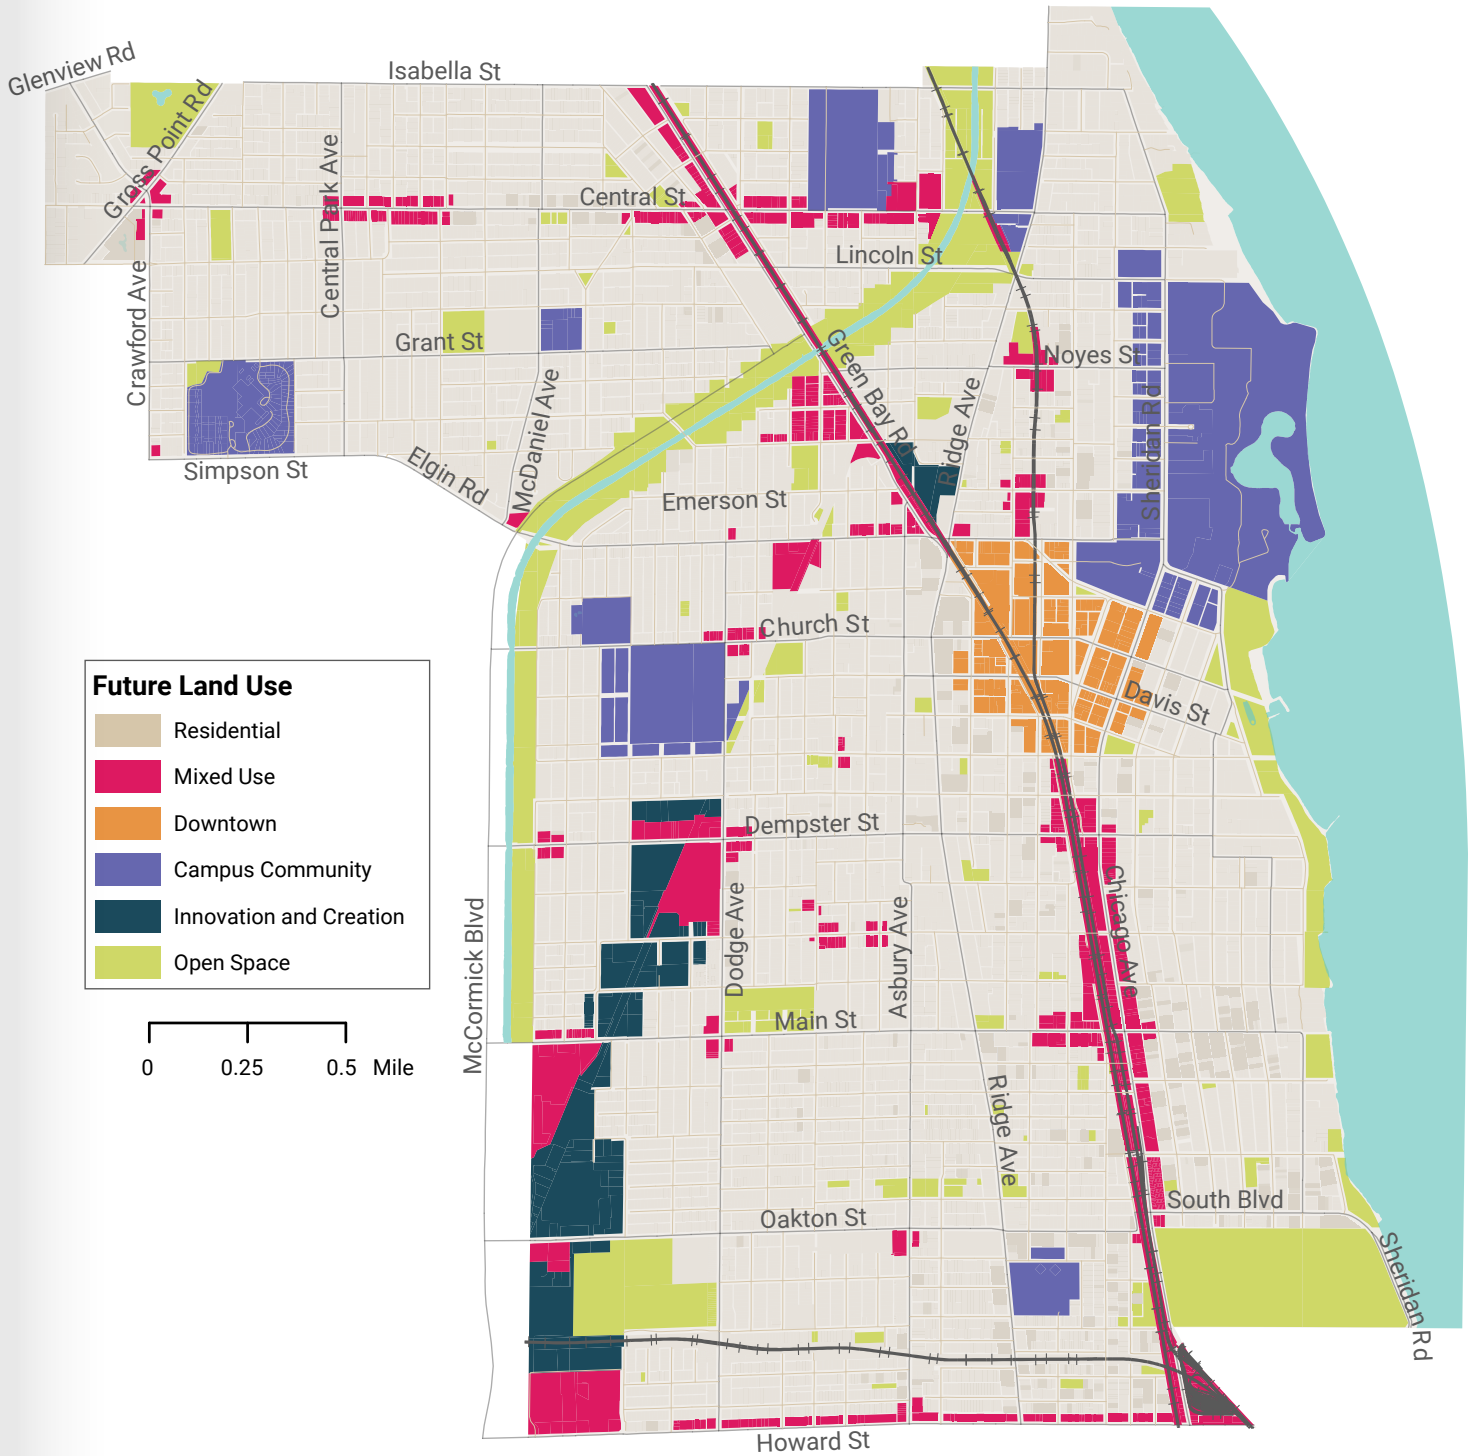 Glenview Rd
Isabella St
Gross Point Rd
Central Park Ave
Central St
Lincoln St
Crawford Ave
Grant St
Green Bay Rd
Noyes St
McDaniel Ave
Ridge Ave
Sheridan Rd
Simpson St
Elgin Rd
Emerson St
Church St
Davis St
Future Land Use
Residential
Mixed Use
Downtown
Campus Community
Innovation and Creation
Open Space
Dempster St
Chicago Ave
McCormick Blvd
Dodge Ave
Asbury Ave
Main St
0 0.25 0.5 Mile
Ridge Ave
South Blvd
Oakton St
Sheridan Rd
Howard St